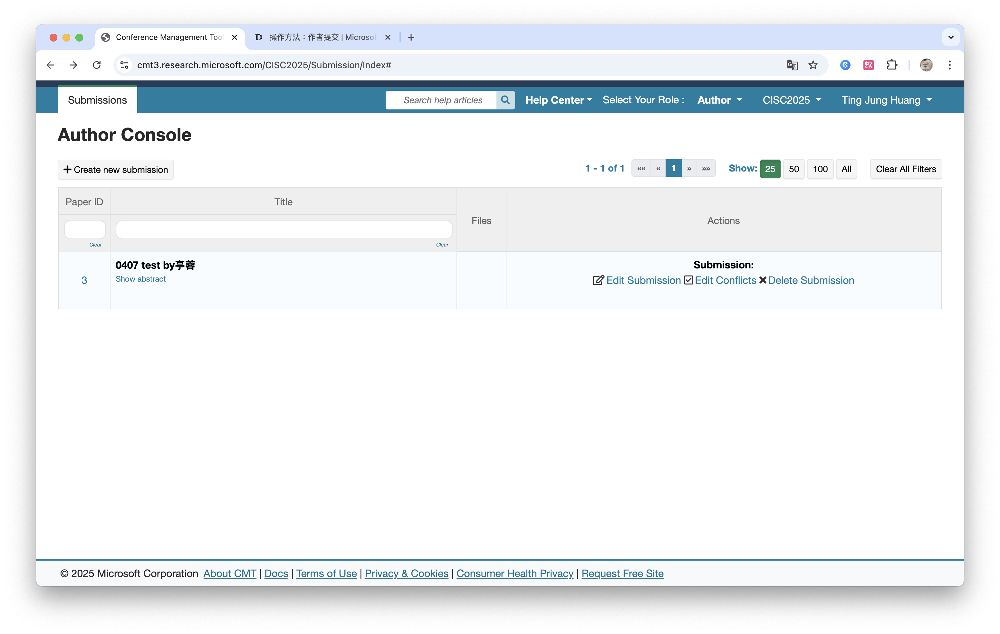 Conference Management Too
操作方法：作者提交 | Microsof
cmt3.research.microsoft.com/CISC2025/Submission/Index#
Submissions
Search help articles
Help Center
Select Your Role :
Author
CISC2025
Ting Jung Huang
Author Console
+ Create new submission
1 - 1 of 1
«« « 1 » »»
Show: 25 50 100 All
Clear All Filters
Paper ID
Title
Files
Actions
Clear
Clear
3
0407 test by亭蓉
Show abstract
Submission:
Edit Submission Edit Conflicts Delete Submission
© 2025 Microsoft Corporation About CMT | Docs | Terms of Use | Privacy & Cookies | Consumer Health Privacy | Request Free Site